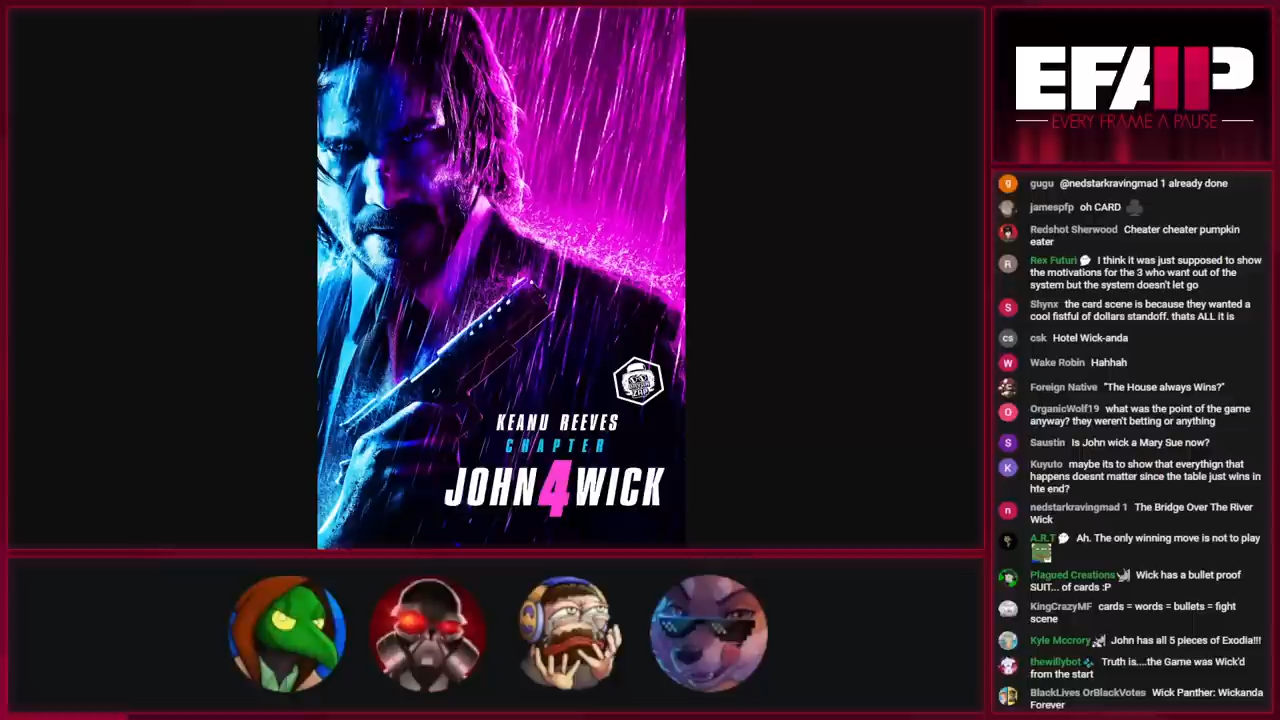 KEANU REEVES
CHAPTER
JOHN 4 WICK
EFAP
EVERY FRAME A PAUSE
g gugu @nedstarkravingmad 1 already done
jamespfp oh CARD
Redshot Sherwood Cheater cheater pumpkin
eater
R Rex Futuri I think it was just supposed to show
the motivations for the 3 who want out of the
system but the system doesn't let go
S Shynx the card scene is because they wanted a
cool fistful of dollars standoff. thats ALL it is
cs csk Hotel Wick-anda
W Wake Robin Hahhah
Foreign Native "The House always Wins?"
O OrganicWolf19 what was the point of the game
anyway? they weren't betting or anything
S Saustin Is John wick a Mary Sue now?
K Kuyuto maybe its to show that everythign that
happens doesnt matter since the table just wins in
hte end?
n nedstarkravingmad 1 The Bridge Over The River
Wick
A.R.T Ah. The only winning move is not to play
Plagued Creations Wick has a bullet proof
SUIT... of cards :P
KingCrazyMF cards = words = bullets = fight
scene
Kyle Mccrory John has all 5 pieces of Exodia!!!
thewillybot Truth is....the Game was Wick'd
from the start
BlackLives OrBlackVotes Wick Panther: Wickanda
Forever